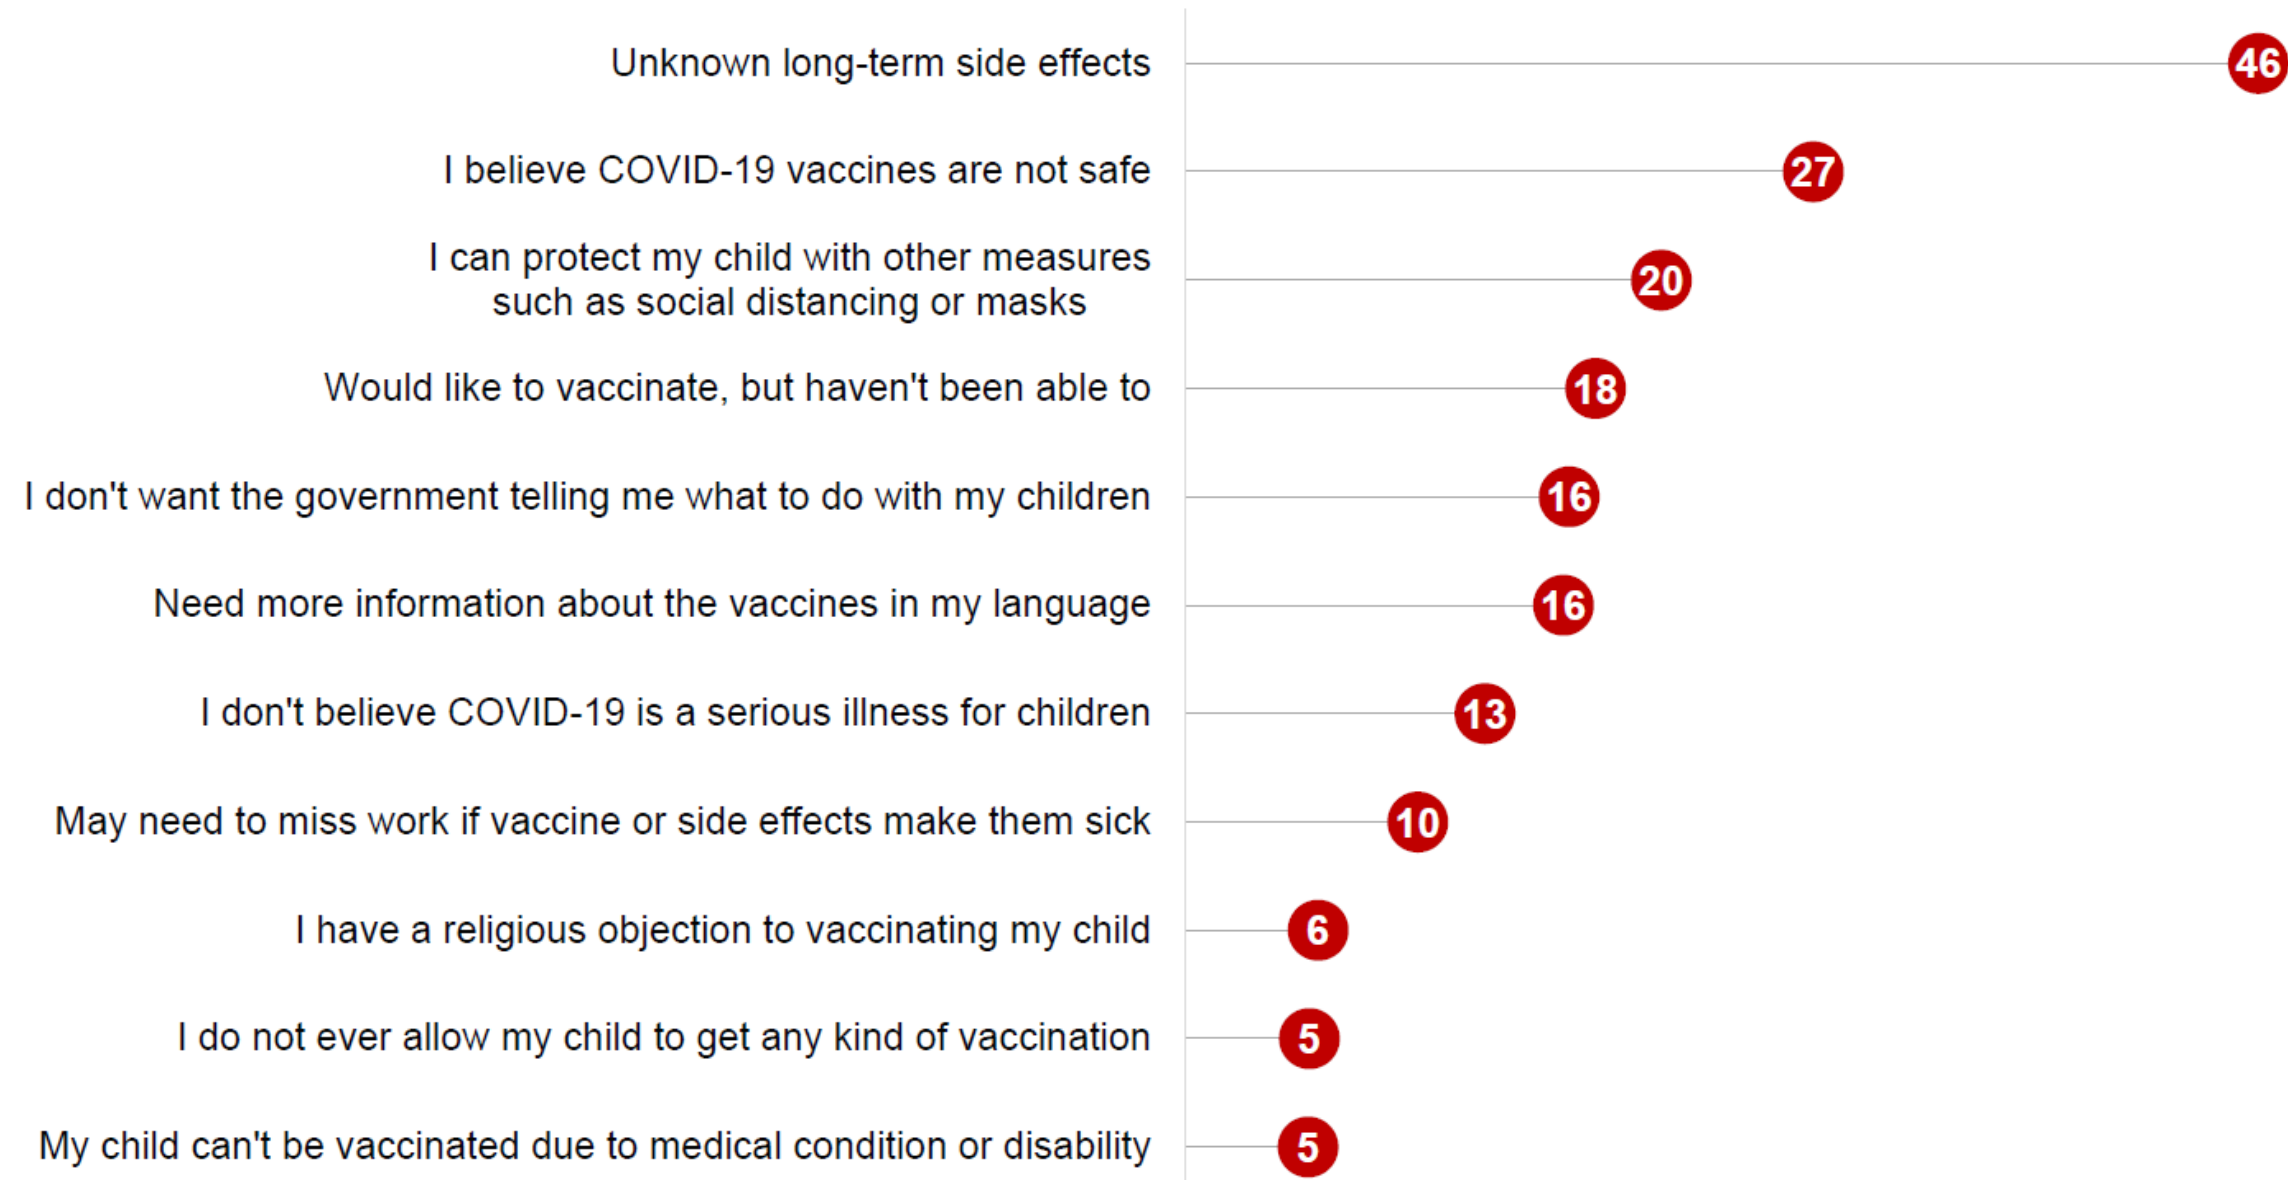 Unknown long-term side effects 46
I believe COVID-19 vaccines are not safe 27
I can protect my child with other measures
such as social distancing or masks 20
Would like to vaccinate, but haven't been able to 18
I don't want the government telling me what to do with my children 16
Need more information about the vaccines in my language 16
I don't believe COVID-19 is a serious illness for children 13
May need to miss work if vaccine or side effects make them sick 10
I have a religious objection to vaccinating my child 6
I do not ever allow my child to get any kind of vaccination 5
My child can't be vaccinated due to medical condition or disability 5